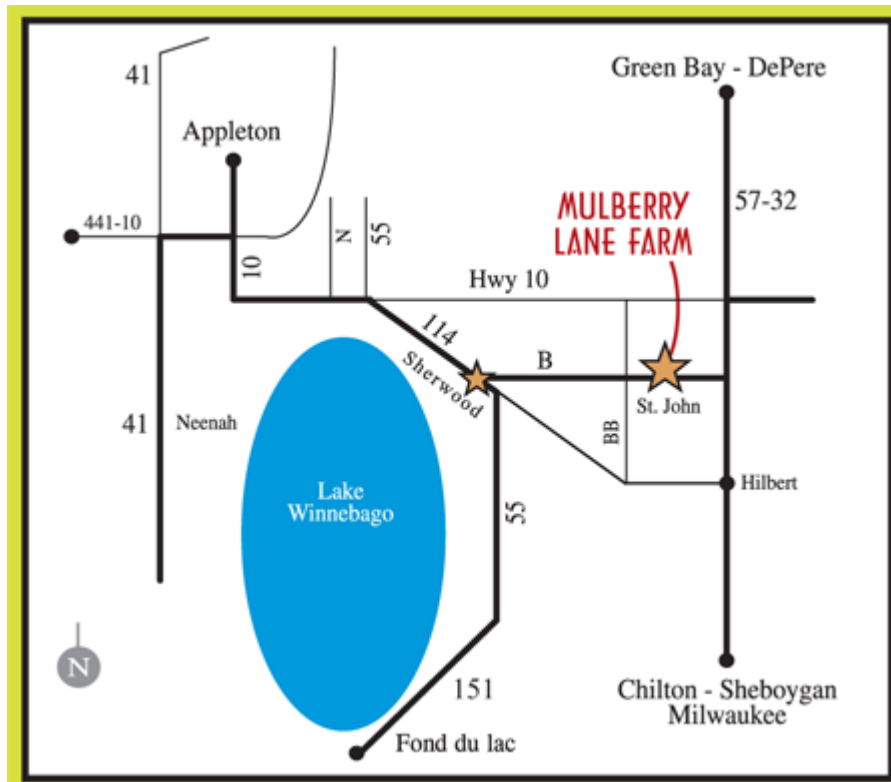 41
Green Bay - DePere
Appleton
441-10
57-32
MULBERRY
LANE FARM
N
55
10
Hwy 10
114
Sherwood
B
St. John
41
Neenah
BB
Hilbert
Lake
Winnebago
55
N
151
Chilton - Sheboygan
Milwaukee
Fond du lac